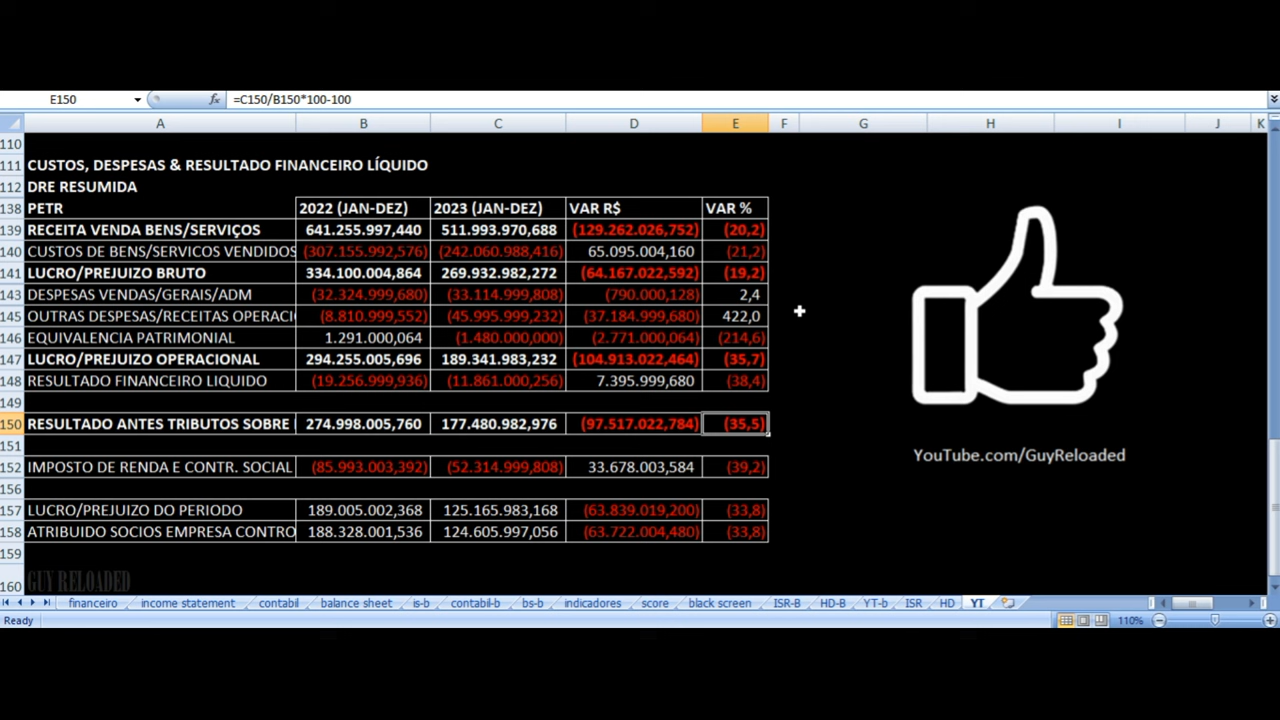 E150 fx =C150/B150*100-100
A B C D E F G H I J K
110
111 CUSTOS, DESPESAS & RESULTADO FINANCEIRO LÍQUIDO
112 DRE RESUMIDA
138 PETR 2022 (JAN-DEZ) 2023 (JAN-DEZ) VAR R$ VAR %
139 RECEITA VENDA BENS/SERVIÇOS 641.255.997,440 511.993.970,688 (129.262.026,752) (20,2)
140 CUSTOS DE BENS/SERVICOS VENDIDOS (307.155.992,576) (242.060.988,416) 65.095.004,160 (21,2)
141 LUCRO/PREJUIZO BRUTO 334.100.004,864 269.932.982,272 (64.167.022,592) (19,2)
143 DESPESAS VENDAS/GERAIS/ADM (32.324.999,680) (33.114.999,808) (790.000,128) 2,4
145 OUTRAS DESPESAS/RECEITAS OPERACI (8.810.999,552) (45.995.999,232) (37.184.999,680) 422,0
146 EQUIVALENCIA PATRIMONIAL 1.291.000,064 (1.480.000,000) (2.771.000,064) (214,6)
147 LUCRO/PREJUIZO OPERACIONAL 294.255.005,696 189.341.983,232 (104.913.022,464) (35,7)
148 RESULTADO FINANCEIRO LIQUIDO (19.256.999,936) (11.861.000,256) 7.395.999,680 (38,4)
149
150 RESULTADO ANTES TRIBUTOS SOBRE 274.998.005,760 177.480.982,976 (97.517.022,784) (35,5)
151
152 IMPOSTO DE RENDA E CONTR. SOCIAL (85.993.003,392) (52.314.999,808) 33.678.003,584 (39,2)
156
157 LUCRO/PREJUIZO DO PERIODO 189.005.002,368 125.165.983,168 (63.839.019,200) (33,8)
158 ATRIBUIDO SOCIOS EMPRESA CONTRO 188.328.001,536 124.605.997,056 (63.722.004,480) (33,8)
159
160 GUY RELOADED
YouTube.com/GuyReloaded
financeiro income statement contabil balance sheet is-b contabil-b bs-b indicadores score black screen ISR-B HD-B YT-b ISR HD YT
Ready 110%